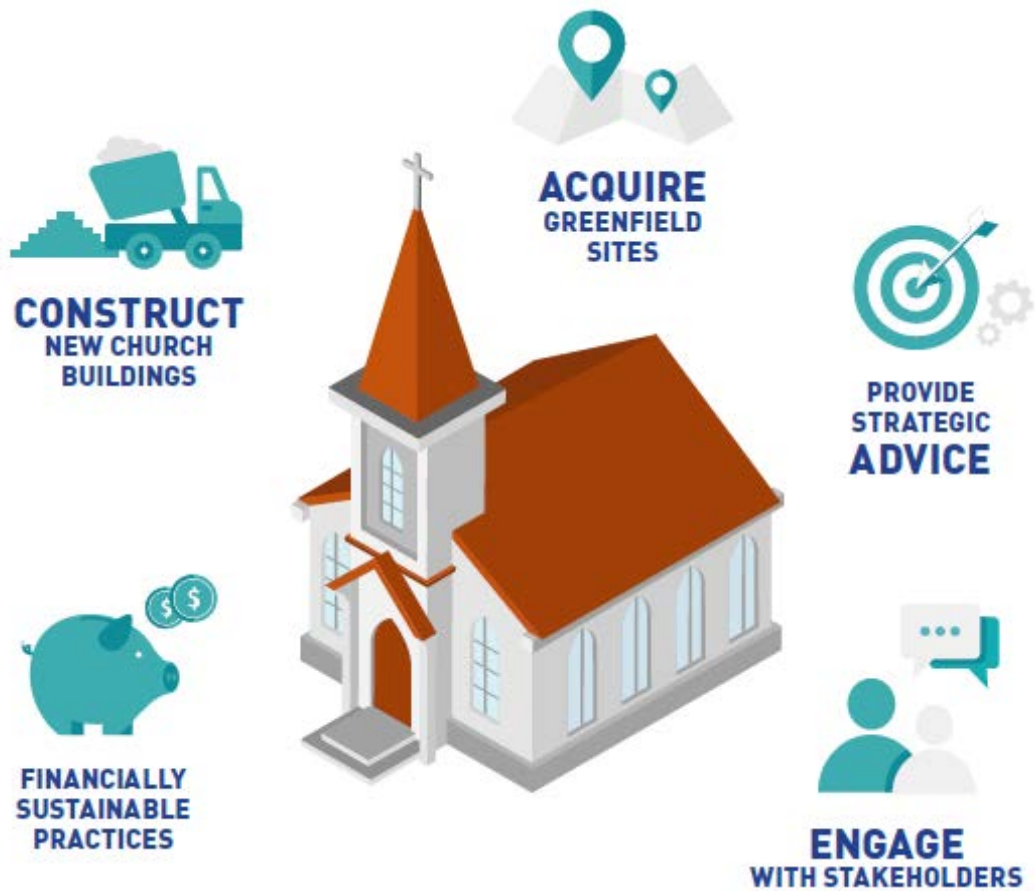 ACQUIRE
GREENFIELD
SITES
CONSTRUCT
NEW CHURCH
BUILDINGS
PROVIDE
STRATEGIC
ADVICE
$ $
FINANCIALLY
SUSTAINABLE
PRACTICES
ENGAGE
WITH STAKEHOLDERS